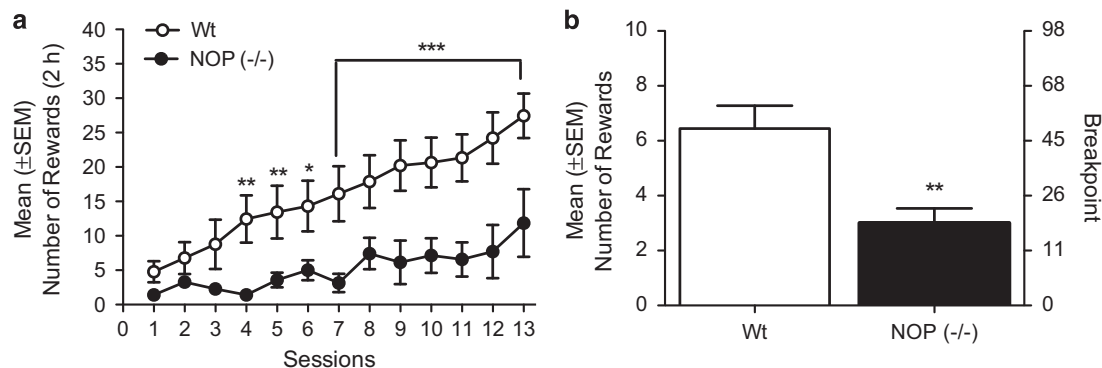 a
Wt
NOP (-/-)
Mean (±SEM)
Number of Rewards (2 h)
40
35
30
25
20
15
10
5
0
**
**
*
***
0 1 2 3 4 5 6 7 8 9 10 11 12 13
Sessions
b
Mean (±SEM)
Number of Rewards
10
8
6
4
2
0
**
Wt
NOP (-/-)
98
68
45
26
11
0
Breakpoint